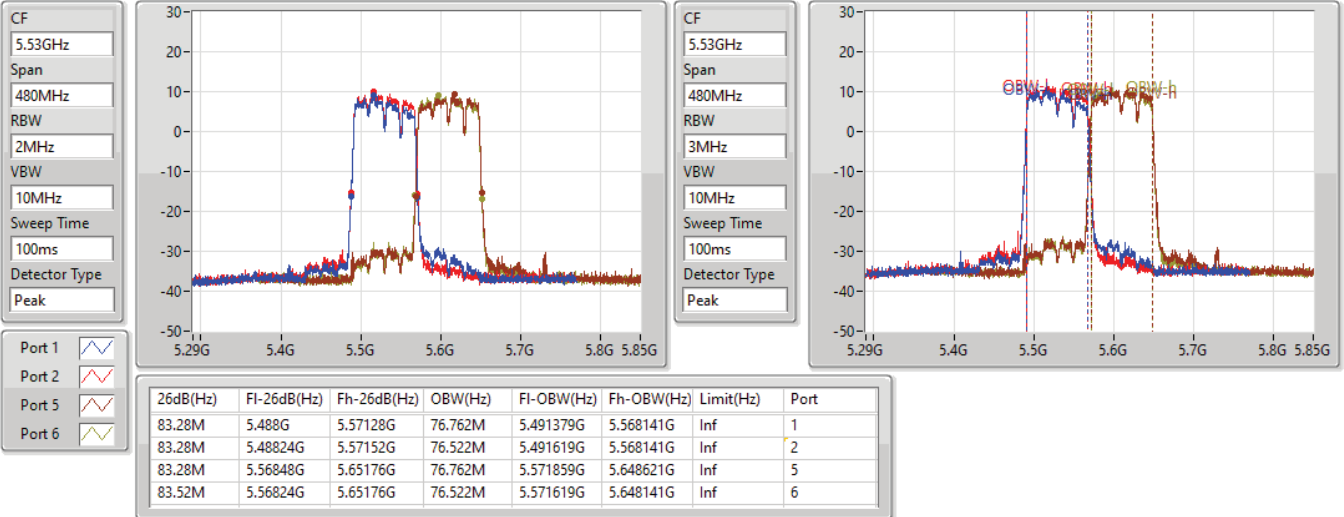 CF
5.53GHz
Span
480MHz
RBW
2MHz
VBW
10MHz
Sweep Time
100ms
Detector Type
Peak
30
20
10
0
-10
-20
-30
-40
-50
5.29G 5.4G 5.5G 5.6G 5.7G 5.8G 5.85G
CF
5.53GHz
Span
480MHz
RBW
3MHz
VBW
10MHz
Sweep Time
100ms
Detector Type
Peak
30
20
10
0
-10
-20
-30
-40
-50
5.29G 5.4G 5.5G 5.6G 5.7G 5.8G 5.85G
Port 1
Port 2
Port 5
Port 6
26dB(Hz) Fl-26dB(Hz) Fh-26dB(Hz) OBW(Hz) Fl-OBW(Hz) Fh-OBW(Hz) Limit(Hz) Port
83.28M 5.488G 5.57128G 76.762M 5.491379G 5.568141G Inf 1
83.28M 5.48824G 5.57152G 76.522M 5.491619G 5.568141G Inf 2
83.28M 5.56848G 5.65176G 76.762M 5.571859G 5.648621G Inf 5
83.52M 5.56824G 5.65176G 76.522M 5.571619G 5.648141G Inf 6